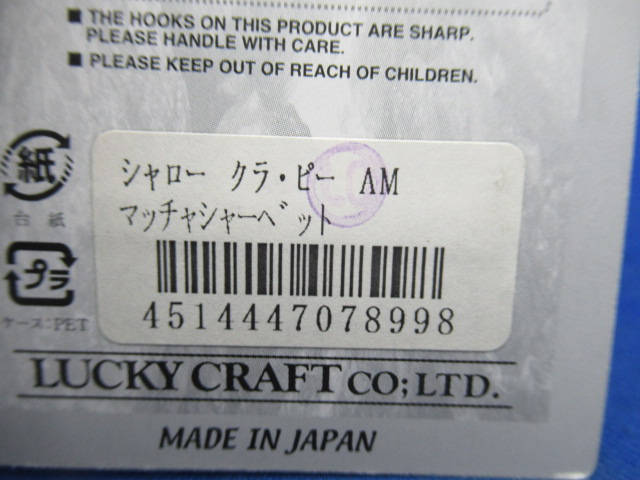 ■ THE HOOKS ON THIS PRODUCT ARE SHARP.
PLEASE HANDLE WITH CARE.
■ PLEASE KEEP OUT OF REACH OF CHILDREN.
紙
台紙
プラ
ケース:PET
シャロー クラ・ピー AM
マッチャシャーベット
4514447078998
LUCKY CRAFT CO;LTD.
MADE IN JAPAN